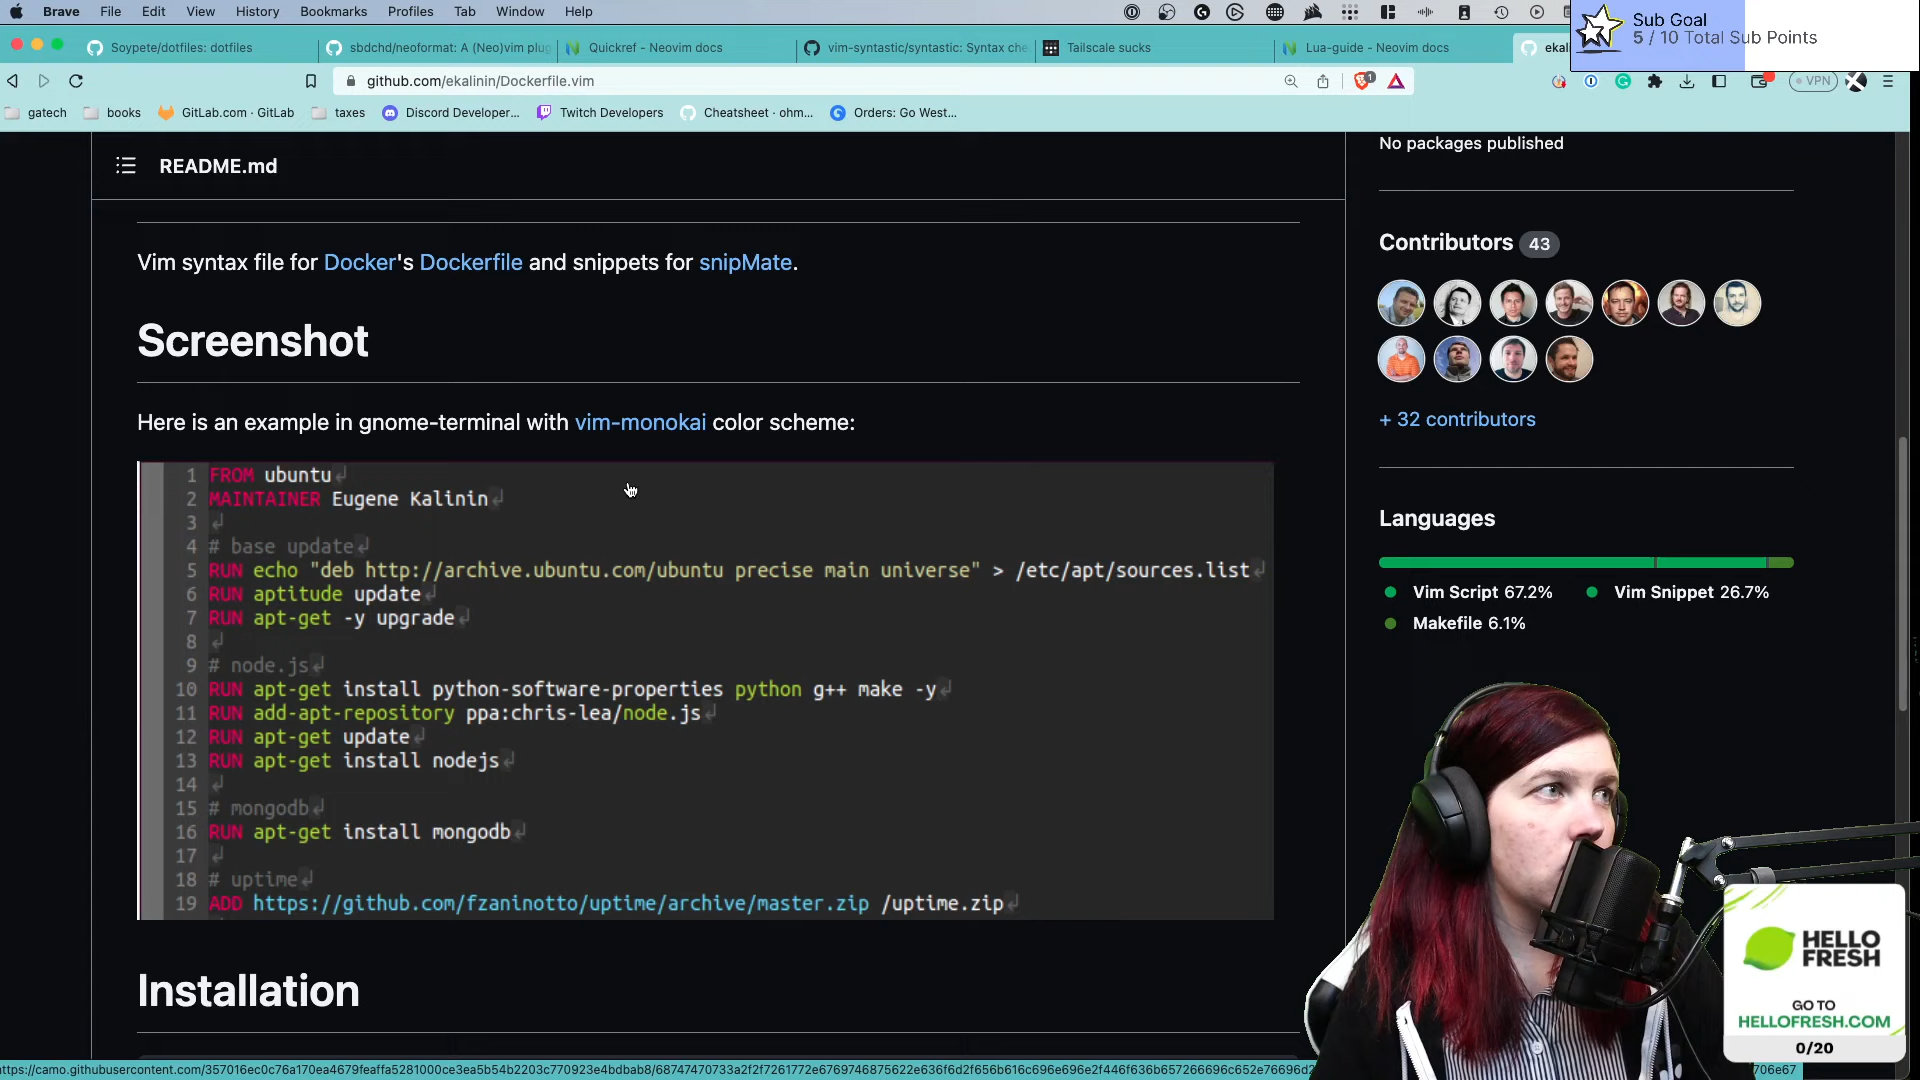 Brave File Edit View History Bookmarks Profiles Tab Window Help
Sub Goal
5 / 10 Total Sub Points
Soypete/dotfiles: dotfiles
sbdchd/neoformat: A (Neo)vim plug
Quickref - Neovim docs
vim-syntastic/syntastic: Syntax che
Tailscale sucks
Lua-guide - Neovim docs
ekali
github.com/ekalinin/Dockerfile.vim
1
VPN
gatech books GitLab.com · GitLab taxes Discord Developer... Twitch Developers Cheatsheet · ohm... Orders: Go West...
README.md
Vim syntax file for Docker's Dockerfile and snippets for snipMate.
Screenshot
Here is an example in gnome-terminal with vim-monokai color scheme:
1 FROM ubuntu
2 MAINTAINER Eugene Kalinin
3
4 # base update
5 RUN echo "deb http://archive.ubuntu.com/ubuntu precise main universe" > /etc/apt/sources.list
6 RUN aptitude update
7 RUN apt-get -y upgrade
8
9 # node.js
10 RUN apt-get install python-software-properties python g++ make -y
11 RUN add-apt-repository ppa:chris-lea/node.js
12 RUN apt-get update
13 RUN apt-get install nodejs
14
15 # mongodb
16 RUN apt-get install mongodb
17
18 # uptime
19 ADD https://github.com/fzaninotto/uptime/archive/master.zip /uptime.zip
Installation
No packages published
Contributors 43
+ 32 contributors
Languages
Vim Script 67.2% Vim Snippet 26.7%
Makefile 6.1%
HELLO
FRESH
GO TO
HELLOFRESH.COM
0/20